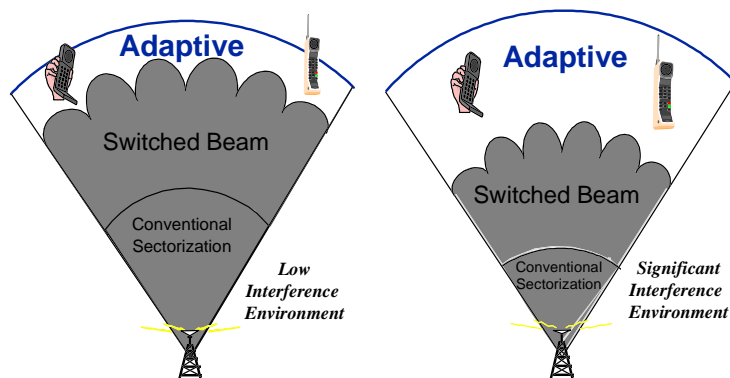 Adaptive
Switched Beam
Conventional
Sectorization
Low
Interference
Environment
Adaptive
Switched Beam
Conventional
Sectorization
Significant
Interference
Environment